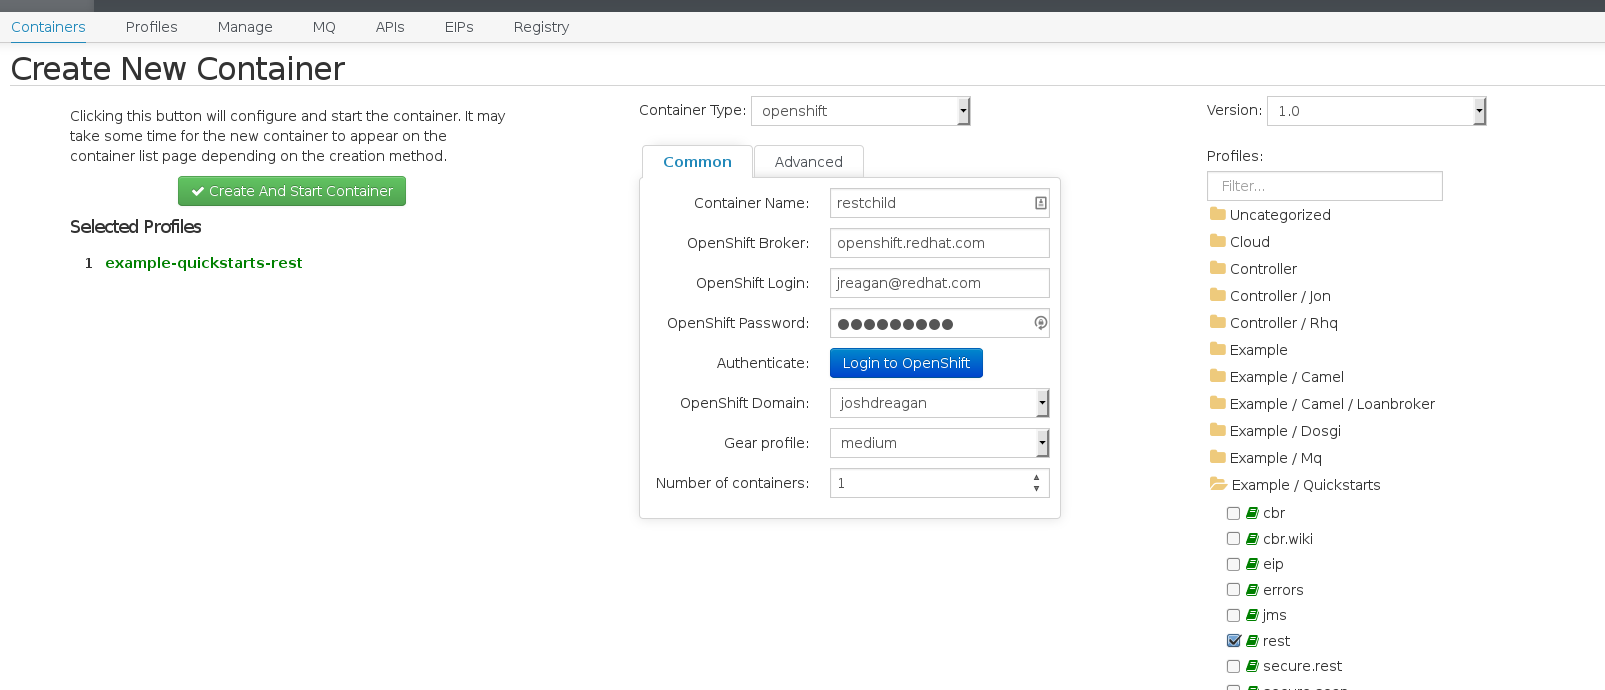 Containers Profiles Manage MQ APIs EIPs Registry
Create New Container
Clicking this button will configure and start the container. It may
take some time for the new container to appear on the
container list page depending on the creation method.
Create And Start Container
Selected Profiles
1 example-quickstarts-rest
Container Type: openshift
Common Advanced
Container Name: restchild
OpenShift Broker: openshift.redhat.com
OpenShift Login: jreagan@redhat.com
OpenShift Password: ●●●●●●●●●
Authenticate: Login to OpenShift
OpenShift Domain: joshdreagan
Gear profile: medium
Number of containers: 1
Version: 1.0
Profiles:
Filter...
Uncategorized
Cloud
Controller
Controller / Jon
Controller / Rhq
Example
Example / Camel
Example / Camel / Loanbroker
Example / Dosgi
Example / Mq
Example / Quickstarts
cbr
cbr.wiki
eip
errors
jms
rest
secure.rest